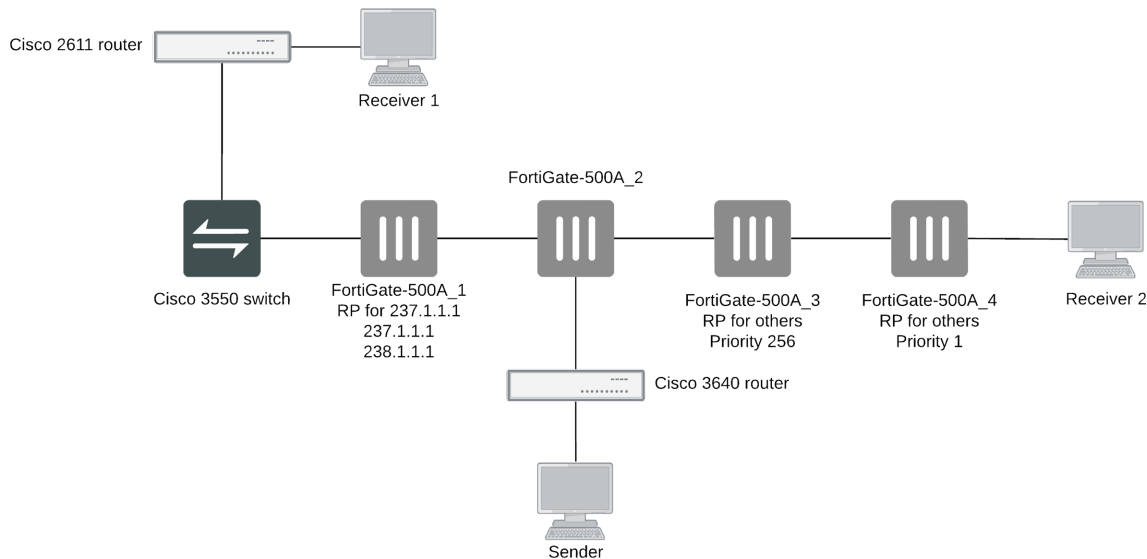 Cisco 2611 router
Receiver 1
FortiGate-500A_2
Cisco 3550 switch
FortiGate-500A_1
RP for 237.1.1.1
237.1.1.1
238.1.1.1
FortiGate-500A_3
RP for others
Priority 256
FortiGate-500A_4
RP for others
Priority 1
Receiver 2
Cisco 3640 router
Sender